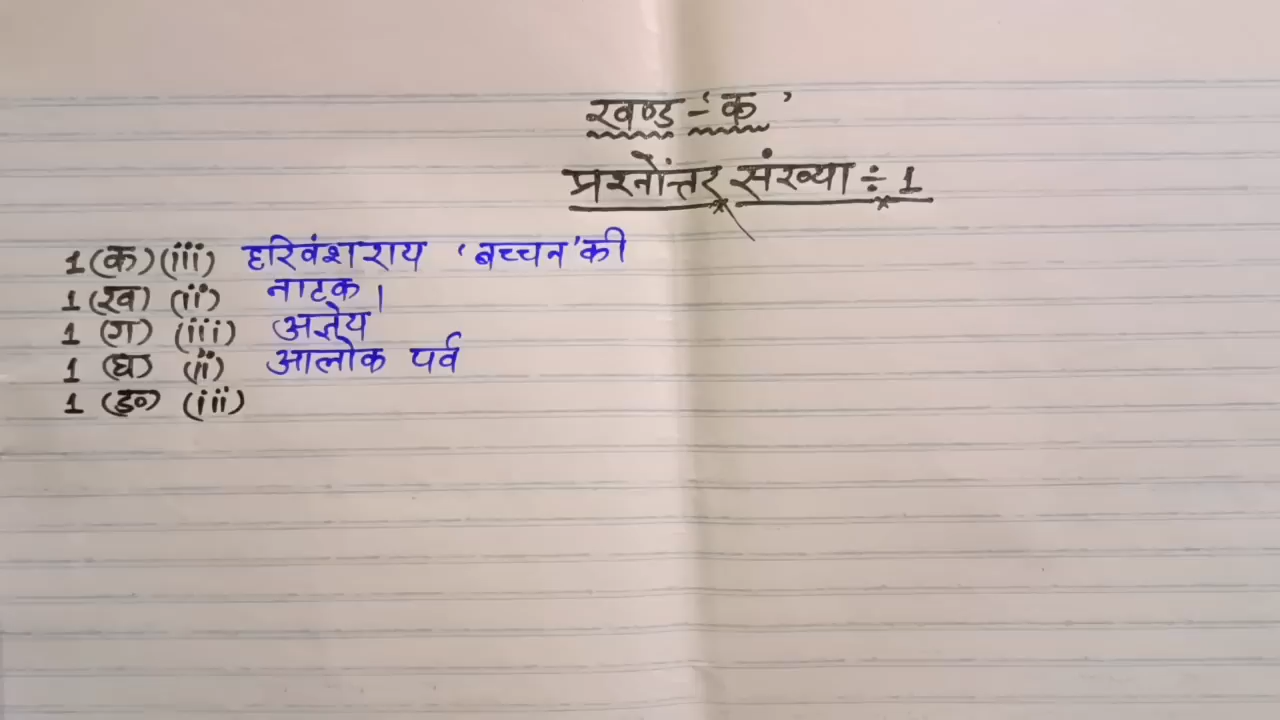 खण्ड - 'क'
प्रश्नोंत्तर संख्या ÷ 1
1 (क) (iii) हरिवंशराय 'बच्चन' की
1 (ख) (ii) नाटक।
1 (ग) (iii) अज्ञेय
1 (घ) (ii) आलोक पर्व
1 (ड०) (iii)